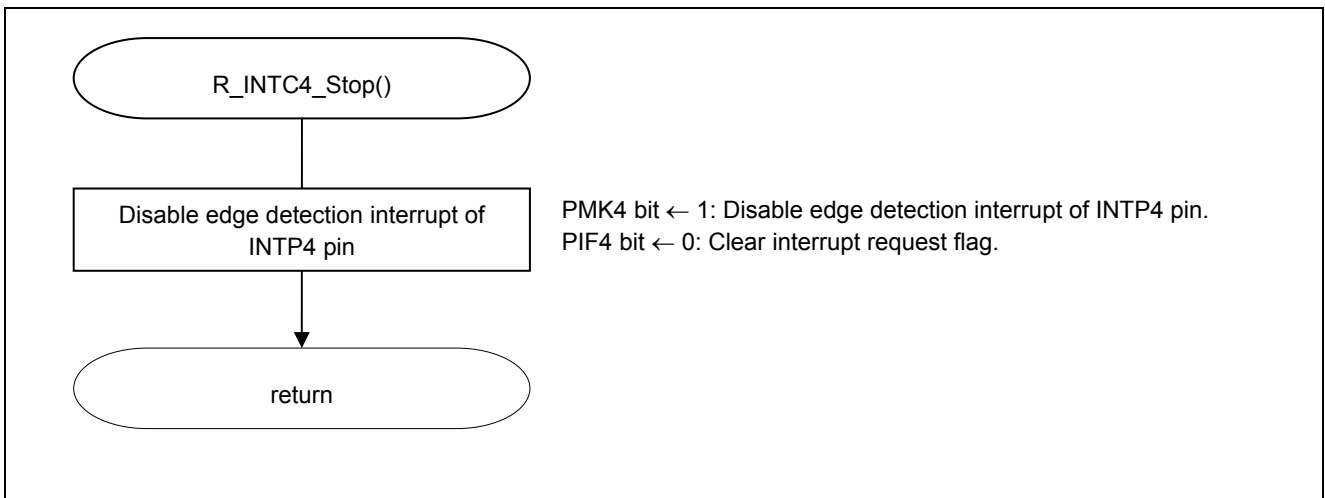 R_INTC4_Stop()
Disable edge detection interrupt of
INTP4 pin
PMK4 bit ← 1: Disable edge detection interrupt of INTP4 pin.
PIF4 bit ← 0: Clear interrupt request flag.
return